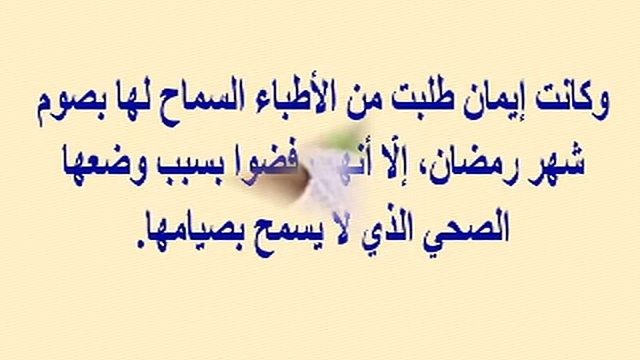 وكانت إيمان طلبت من الأطباء السماح لها بصوم
شهر رمضان، إلّا بسبب وضعها
الصحي الذي لا يسمح بصيامها.